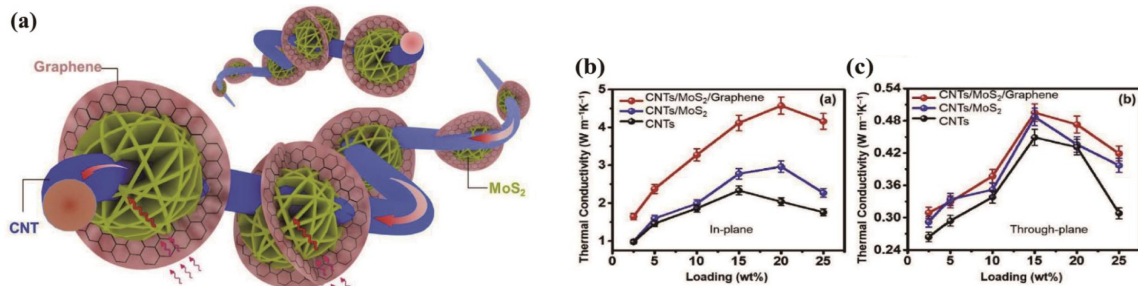 (a)
Graphene
CNT
MoS₂
(b)
Thermal Conductivity (W m⁻¹K⁻¹)
5
4
3
2
1
CNTs/MoS₂/Graphene
CNTs/MoS₂
CNTs
(a)
In-plane
0 5 10 15 20 25
Loading (wt%)
(c)
Thermal Conductivity (W m⁻¹K⁻¹)
0.54
0.48
0.42
0.36
0.30
0.24
CNTs/MoS₂/Graphene
CNTs/MoS₂
CNTs
(b)
Through-plane
0 5 10 15 20 25
Loading (wt%)